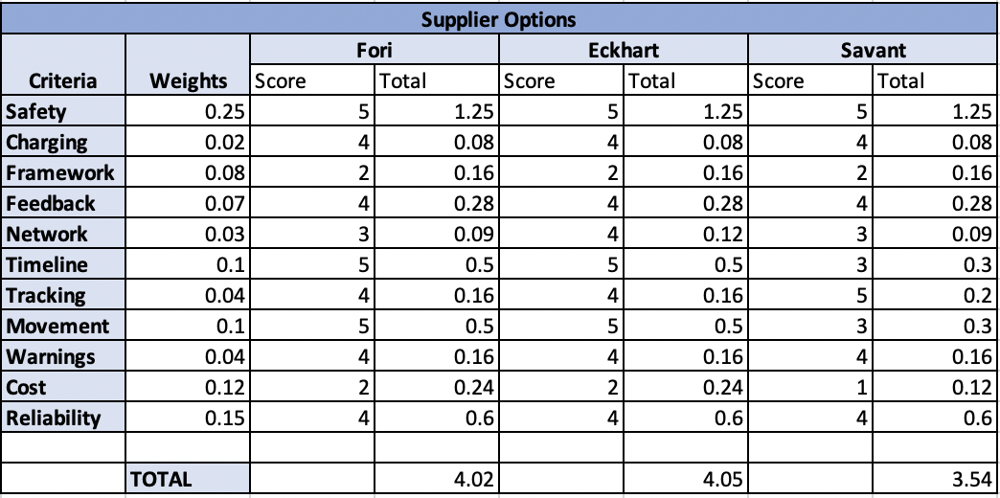 Supplier Options
Fori Eckhart Savant
Criteria Weights Score Total Score Total Score Total
Safety 0.25 5 1.25 5 1.25 5 1.25
Charging 0.02 4 0.08 4 0.08 4 0.08
Framework 0.08 2 0.16 2 0.16 2 0.16
Feedback 0.07 4 0.28 4 0.28 4 0.28
Network 0.03 3 0.09 4 0.12 3 0.09
Timeline 0.1 5 0.5 5 0.5 3 0.3
Tracking 0.04 4 0.16 4 0.16 5 0.2
Movement 0.1 5 0.5 5 0.5 3 0.3
Warnings 0.04 4 0.16 4 0.16 4 0.16
Cost 0.12 2 0.24 2 0.24 1 0.12
Reliability 0.15 4 0.6 4 0.6 4 0.6
TOTAL 4.02 4.05 3.54